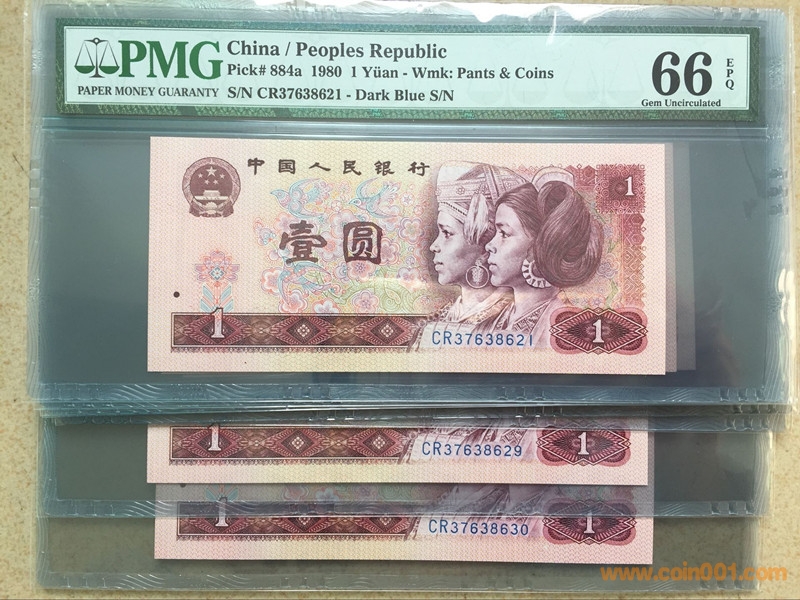 PMG
PAPER MONEY GUARANTY
China / Peoples Republic
Pick# 884a 1980 1 Yüan - Wmk: Pants & Coins
S/N CR37638621 - Dark Blue S/N
66 EPQ
Gem Uncirculated
中国人民银行
1
壹圆
1
CR37638621
1
1
CR37638629
1
1
CR37638630
1
www.coin001.com